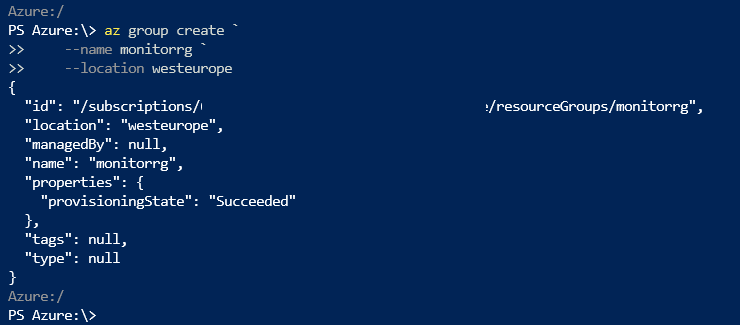 Azure:/
PS Azure:\> az group create `
>>     --name monitorrg `
>>     --location westeurope
{
  "id": "/subscriptions/ /resourceGroups/monitorrg",
  "location": "westeurope",
  "managedBy": null,
  "name": "monitorrg",
  "properties": {
    "provisioningState": "Succeeded"
  },
  "tags": null,
  "type": null
}
Azure:/
PS Azure:\>